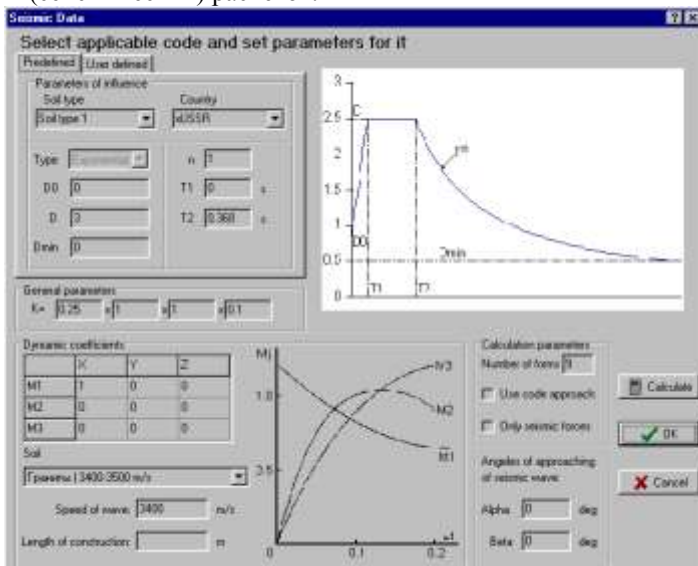 Seismic Data
Select applicable code and set parameters for it
Predefined User defined
Parameters of influence
Soil type Country
Soil type 1 xUSSR
Type Exponential n 1
D0 0 T1 0 s
D 3 T2 0.360 s
Dmin 0
General parameters
K= 0.25 x 1 x 1 x 0.1
3
2.5
2
1.5
1
0.5
0
D
D0
Dmin
T1
Dynamic coefficients
X Y Z
M1 1 0 0
M2 0 0 0
M3 0 0 0
Soil
Граниты | 3400-3500 m/s
Speed of wave: 3400 m/s
Length of construction: m
Mj
1.0
M3
M2
M1
0 0.1 0.2
Calculation parameters
Number of forms 9
Use code approach
Only seismic forces
Angeles of approaching
of seismic wave:
Alpha 0 deg
Beta 0 deg
Calculate
OK
Cancel